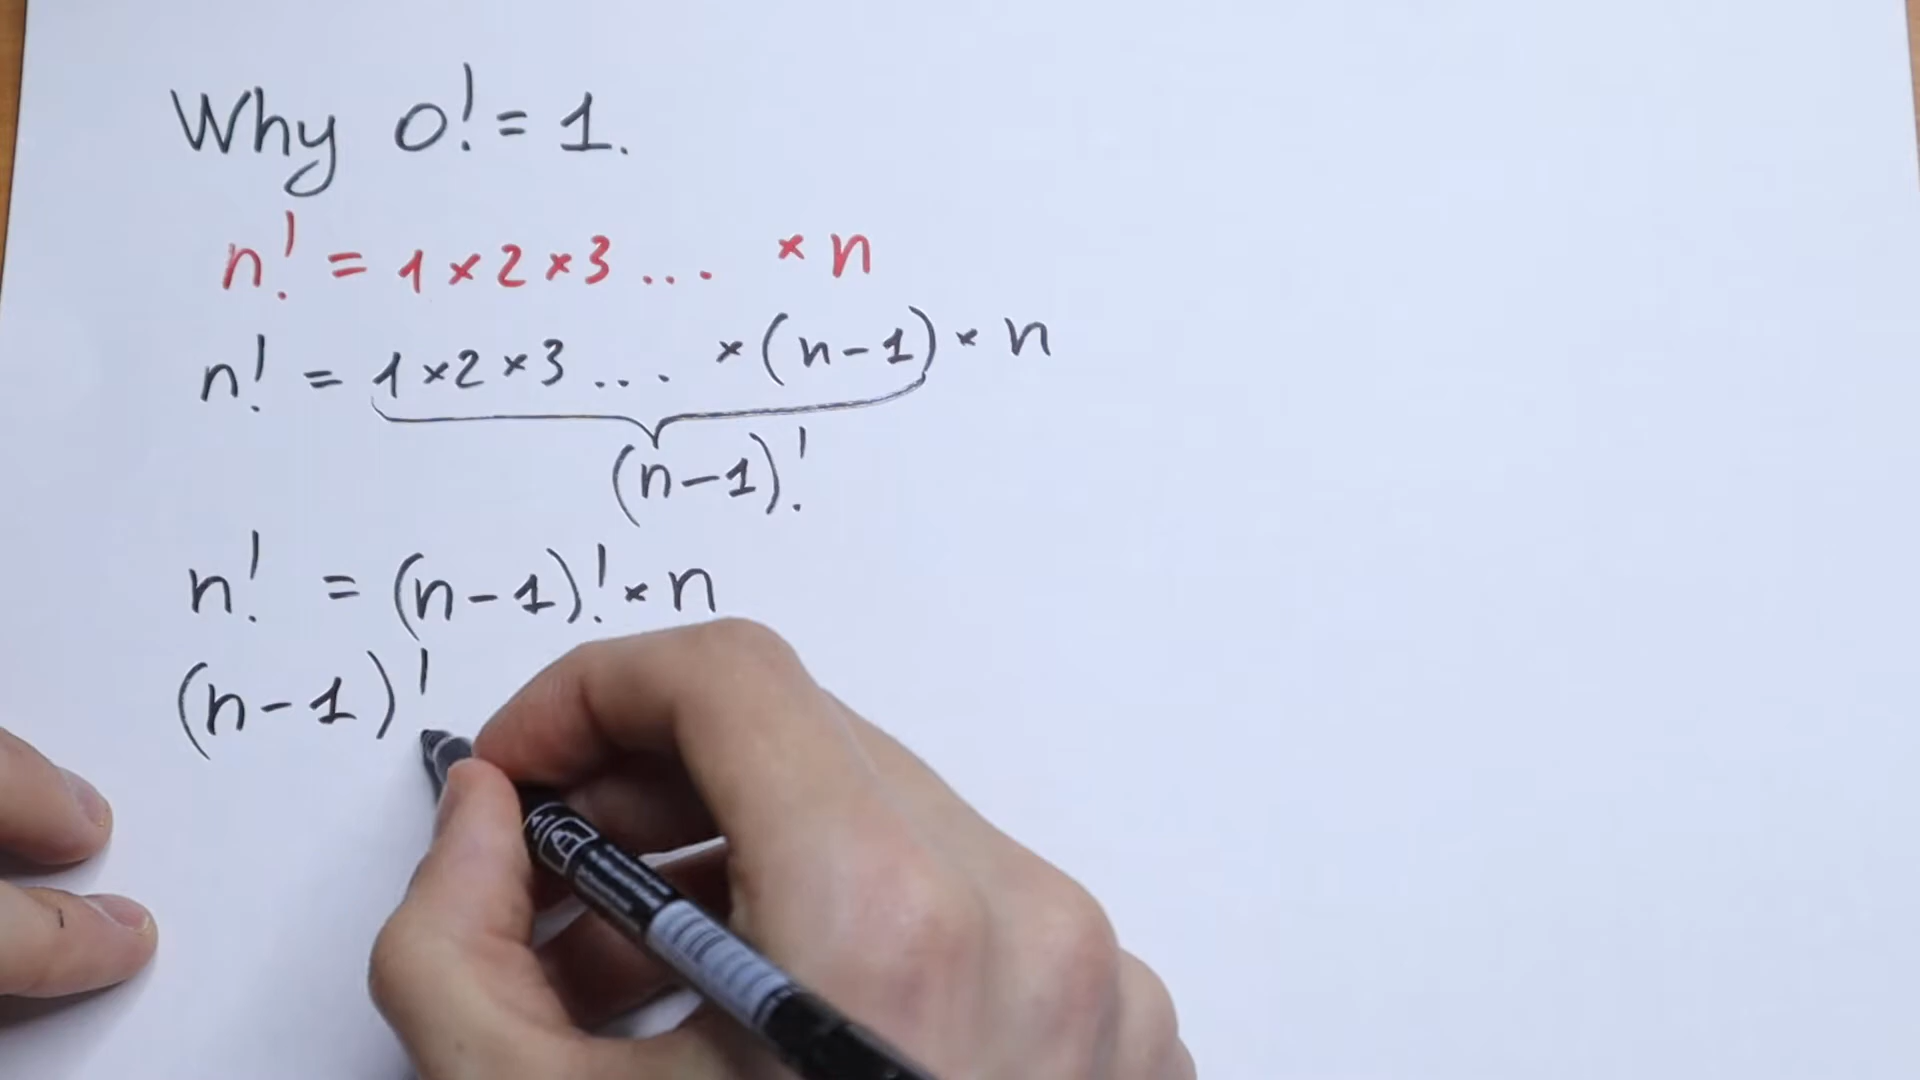 Why 0! = 1.
n! = 1 × 2 × 3 ... × n
n! = 1 × 2 × 3 ... × (n - 1) × n
(n - 1)!
n! = (n - 1)! × n
(n - 1)!